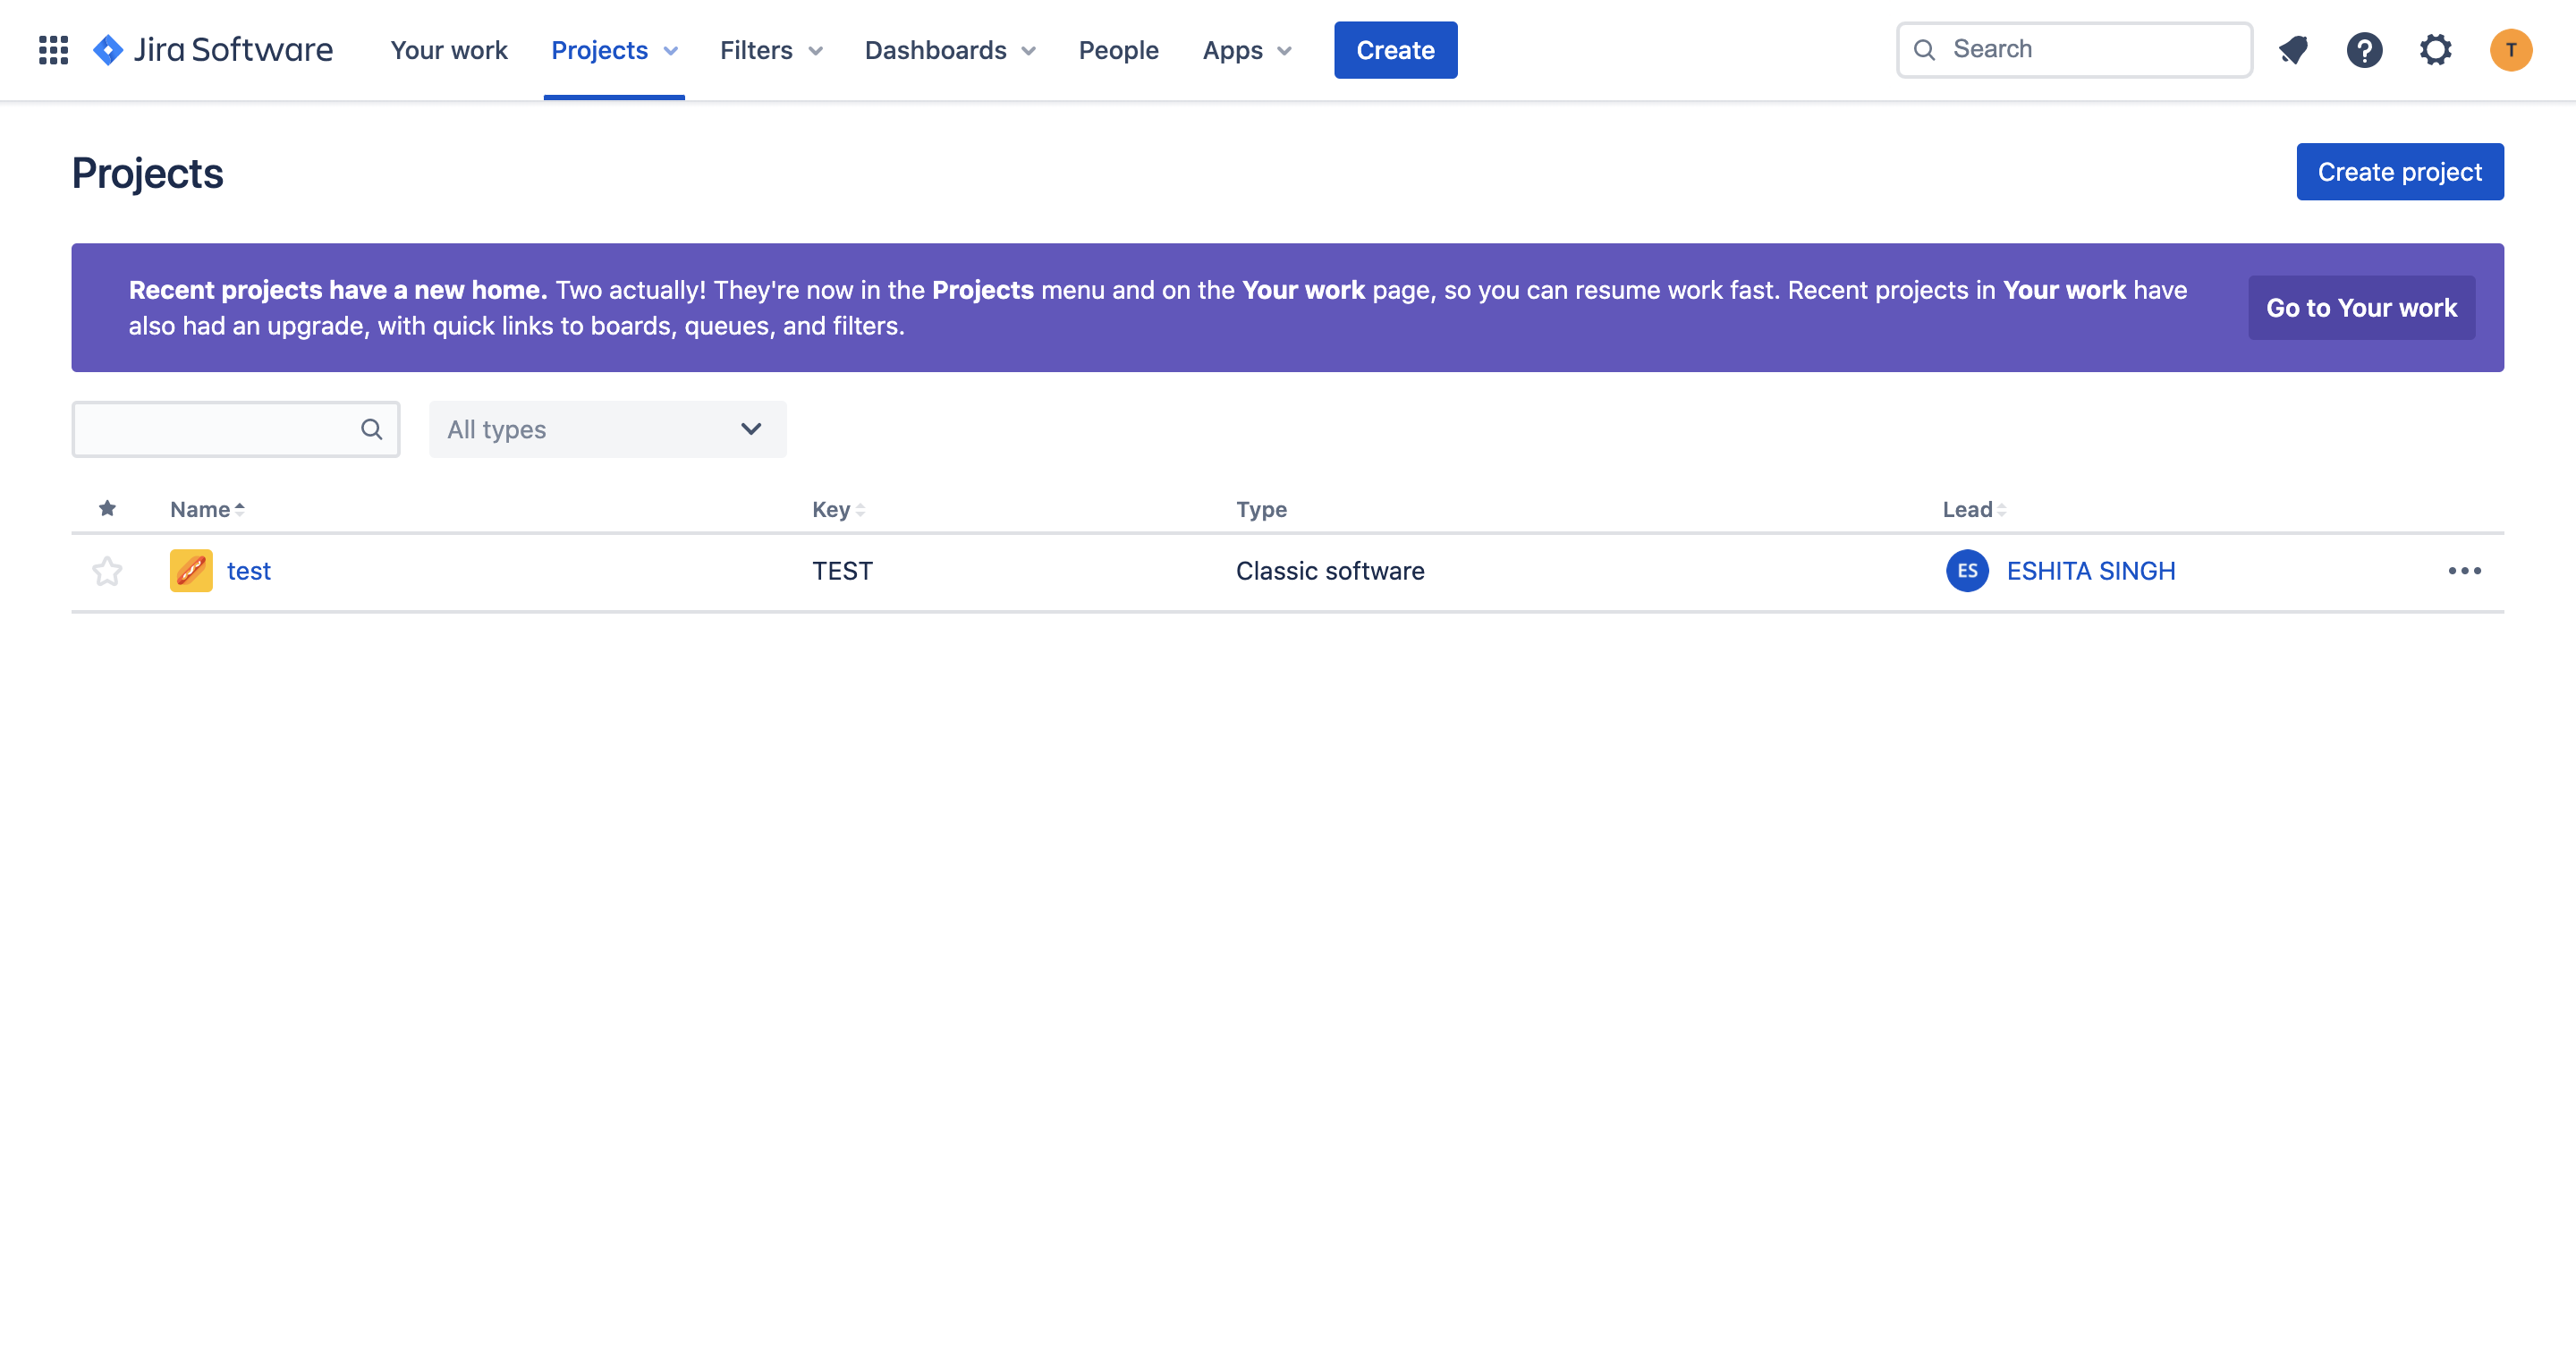 Jira Software Your work Projects Filters Dashboards People Apps Create Search T
Projects Create project
Recent projects have a new home. Two actually! They're now in the Projects menu and on the Your work page, so you can resume work fast. Recent projects in Your work have
also had an upgrade, with quick links to boards, queues, and filters.
Go to Your work
All types
Name Key Type Lead
test TEST Classic software ES ESHITA SINGH